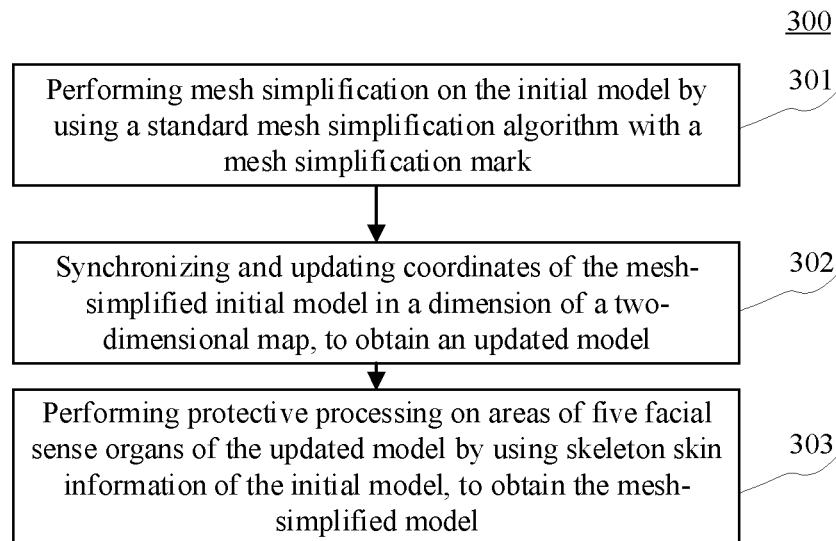 300
Performing mesh simplification on the initial model by
using a standard mesh simplification algorithm with a
mesh simplification mark
301
Synchronizing and updating coordinates of the mesh-
simplified initial model in a dimension of a two-
dimensional map, to obtain an updated model
302
Performing protective processing on areas of five facial
sense organs of the updated model by using skeleton skin
information of the initial model, to obtain the mesh-
simplified model
303